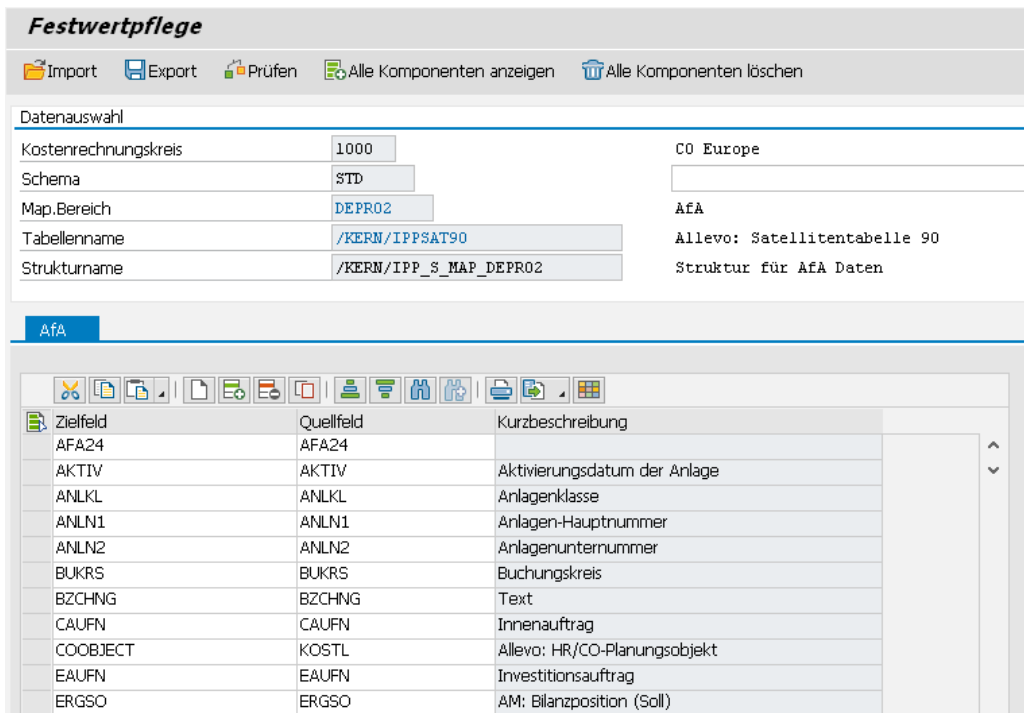 Festwertpflege
Import Export Prüfen Alle Komponenten anzeigen Alle Komponenten löschen
Datenauswahl
Kostenrechnungskreis 1000 CO Europe
Schema STD
Map.Bereich DEPR02 AfA
Tabellenname /KERN/IPPSAT90 Allevo: Satellitentabelle 90
Strukturname /KERN/IPP_S_MAP_DEPR02 Struktur für AfA Daten
AfA
Zielfeld Quellfeld Kurzbeschreibung
AFA24 AFA24
AKTIV AKTIV Aktivierungsdatum der Anlage
ANLKL ANLKL Anlagenklasse
ANLN1 ANLN1 Anlagen-Hauptnummer
ANLN2 ANLN2 Anlagenunternummer
BUKRS BUKRS Buchungskreis
BZCHNG BZCHNG Text
CAUFN CAUFN Innenauftrag
COOBJECT KOSTL Allevo: HR/CO-Planungsobjekt
EAUFN EAUFN Investitionsauftrag
ERGSO ERGSO AM: Bilanzposition (Soll)